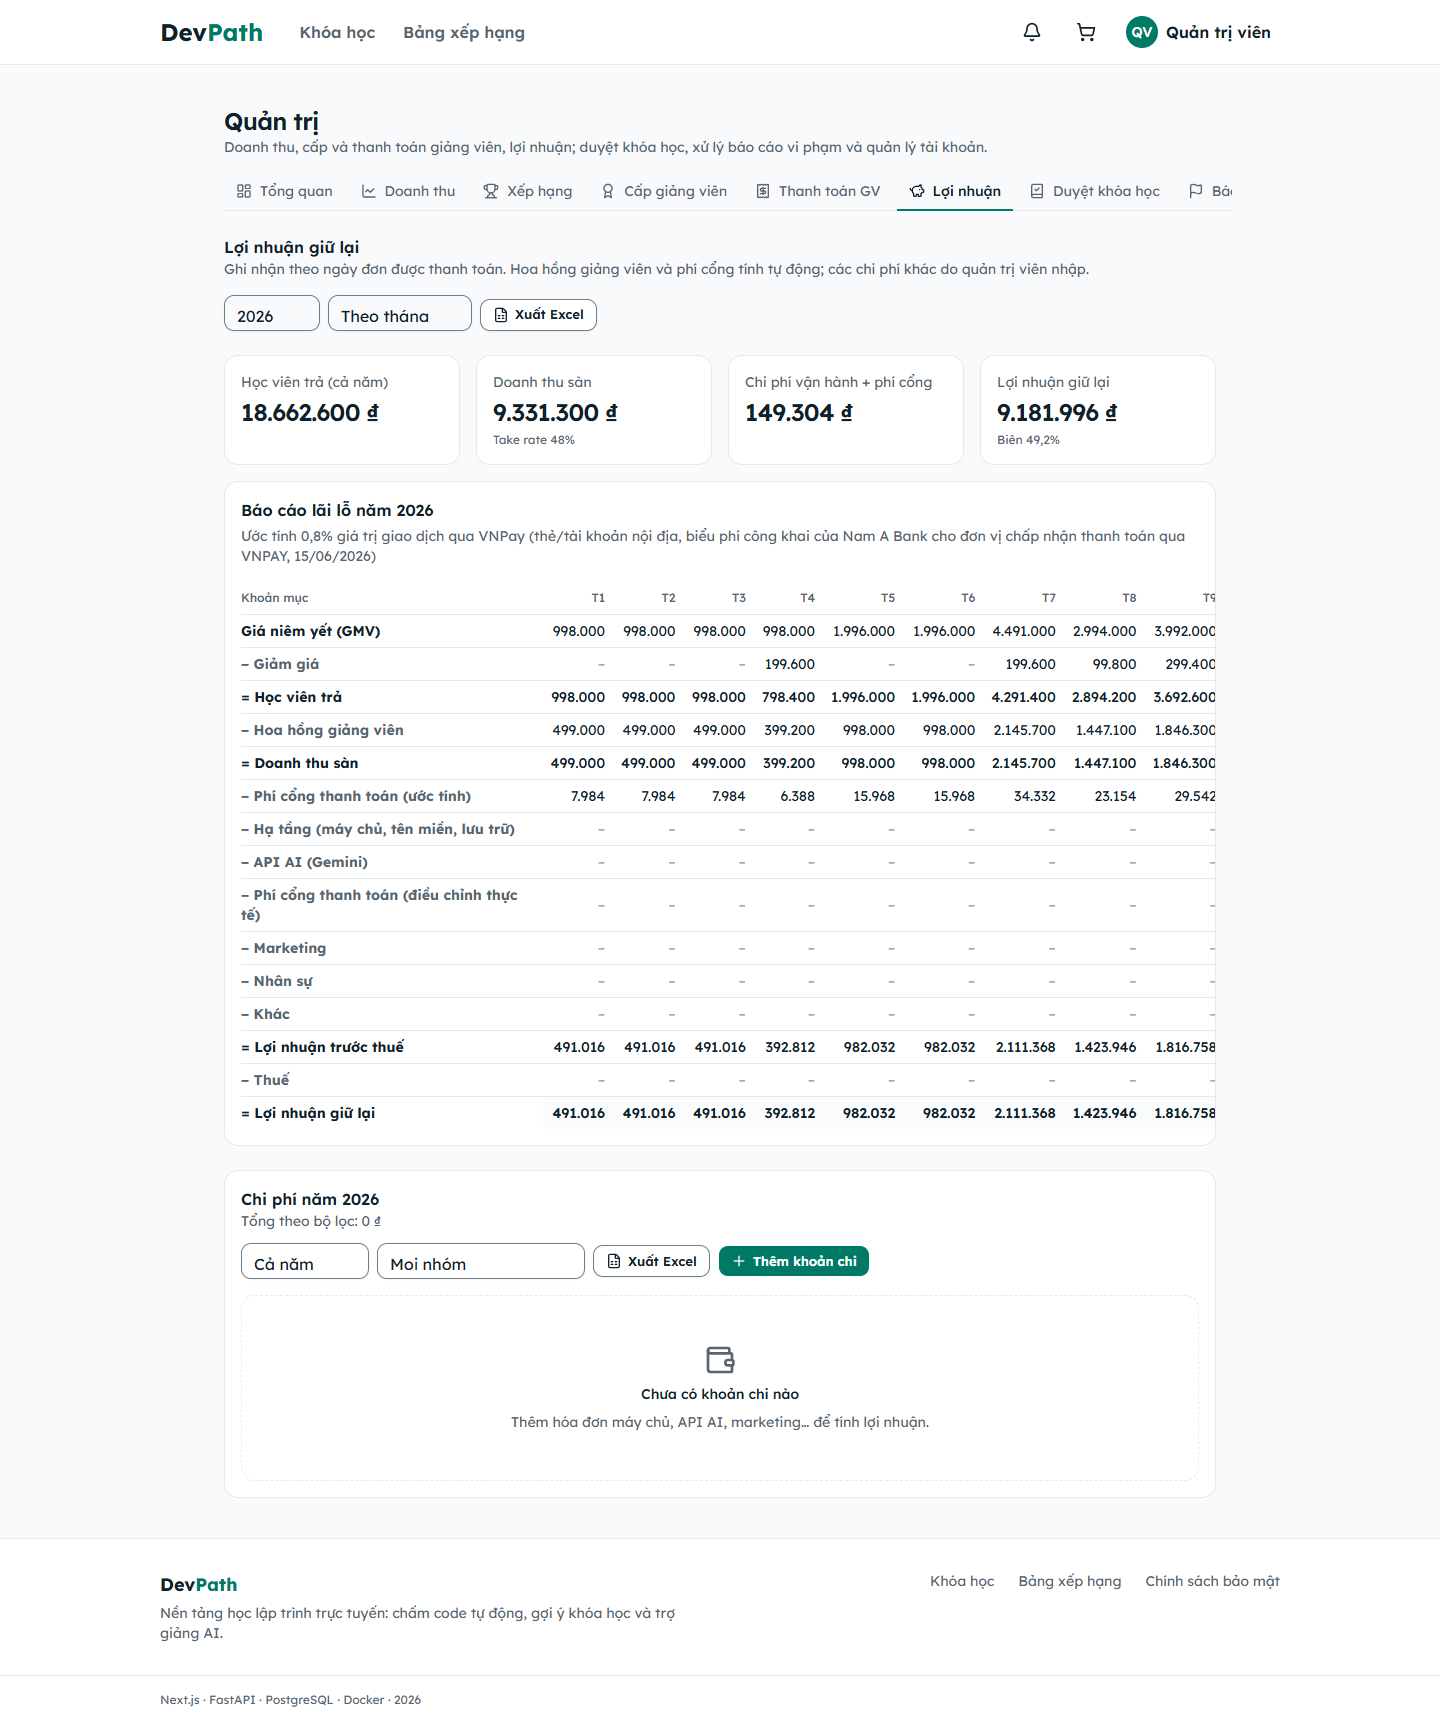 DevPath Khóa học Bảng xếp hạng QV Quản trị viên
Quản trị
Doanh thu, cấp và thanh toán giảng viên, lợi nhuận; duyệt khóa học, xử lý báo cáo vi phạm và quản lý tài khoản.
Tổng quan Doanh thu Xếp hạng Cấp giảng viên Thanh toán GV Lợi nhuận Duyệt khóa học
Lợi nhuận giữ lại
Ghi nhận theo ngày đơn được thanh toán. Hoa hồng giảng viên và phí cổng tính tự động; các chi phí khác do quản trị viên nhập.
2026 Theo tháng Xuất Excel
Học viên trả (cả năm) Doanh thu sàn Chi phí vận hành + phí cổng Lợi nhuận giữ lại
18.662.600 ₫ 9.331.300 ₫ 149.304 ₫ 9.181.996 ₫
Take rate 48% Biên 49,2%
Báo cáo lãi lỗ năm 2026
Ước tính 0,8% giá trị giao dịch qua VNPay (thẻ/tài khoản nội địa, biểu phí công khai của Nam A Bank cho đơn vị chấp nhận thanh toán qua
VNPAY, 15/06/2026)
Khoản mục T1 T2 T3 T4 T5 T6 T7 T8 T9
Giá niêm yết (GMV) 998.000 998.000 998.000 998.000 1.996.000 1.996.000 4.491.000 2.994.000 3.992.000
− Giảm giá – – – 199.600 – – 199.600 99.800 299.400
= Học viên trả 998.000 998.000 998.000 798.400 1.996.000 1.996.000 4.291.400 2.894.200 3.692.600
− Hoa hồng giảng viên 499.000 499.000 499.000 399.200 998.000 998.000 2.145.700 1.447.100 1.846.300
= Doanh thu sàn 499.000 499.000 499.000 399.200 998.000 998.000 2.145.700 1.447.100 1.846.300
− Phí cổng thanh toán (ước tính) 7.984 7.984 7.984 6.388 15.968 15.968 34.332 23.154 29.542
− Hạ tầng (máy chủ, tên miền, lưu trữ) – – – – – – – – –
− API AI (Gemini) – – – – – – – – –
− Phí cổng thanh toán (điều chỉnh thực
tế) – – – – – – – – –
− Marketing – – – – – – – – –
− Nhân sự – – – – – – – – –
− Khác – – – – – – – – –
= Lợi nhuận trước thuế 491.016 491.016 491.016 392.812 982.032 982.032 2.111.368 1.423.946 1.816.758
− Thuế – – – – – – – – –
= Lợi nhuận giữ lại 491.016 491.016 491.016 392.812 982.032 982.032 2.111.368 1.423.946 1.816.758
Chi phí năm 2026
Tổng theo bộ lọc: 0 ₫
Cả năm Mọi nhóm Xuất Excel Thêm khoản chi
Chưa có khoản chi nào
Thêm hóa đơn máy chủ, API AI, marketing… để tính lợi nhuận.
DevPath Khóa học Bảng xếp hạng Chính sách bảo mật
Nền tảng học lập trình trực tuyến: chấm code tự động, gợi ý khóa học và trợ
giảng AI.
Next.js · FastAPI · PostgreSQL · Docker · 2026